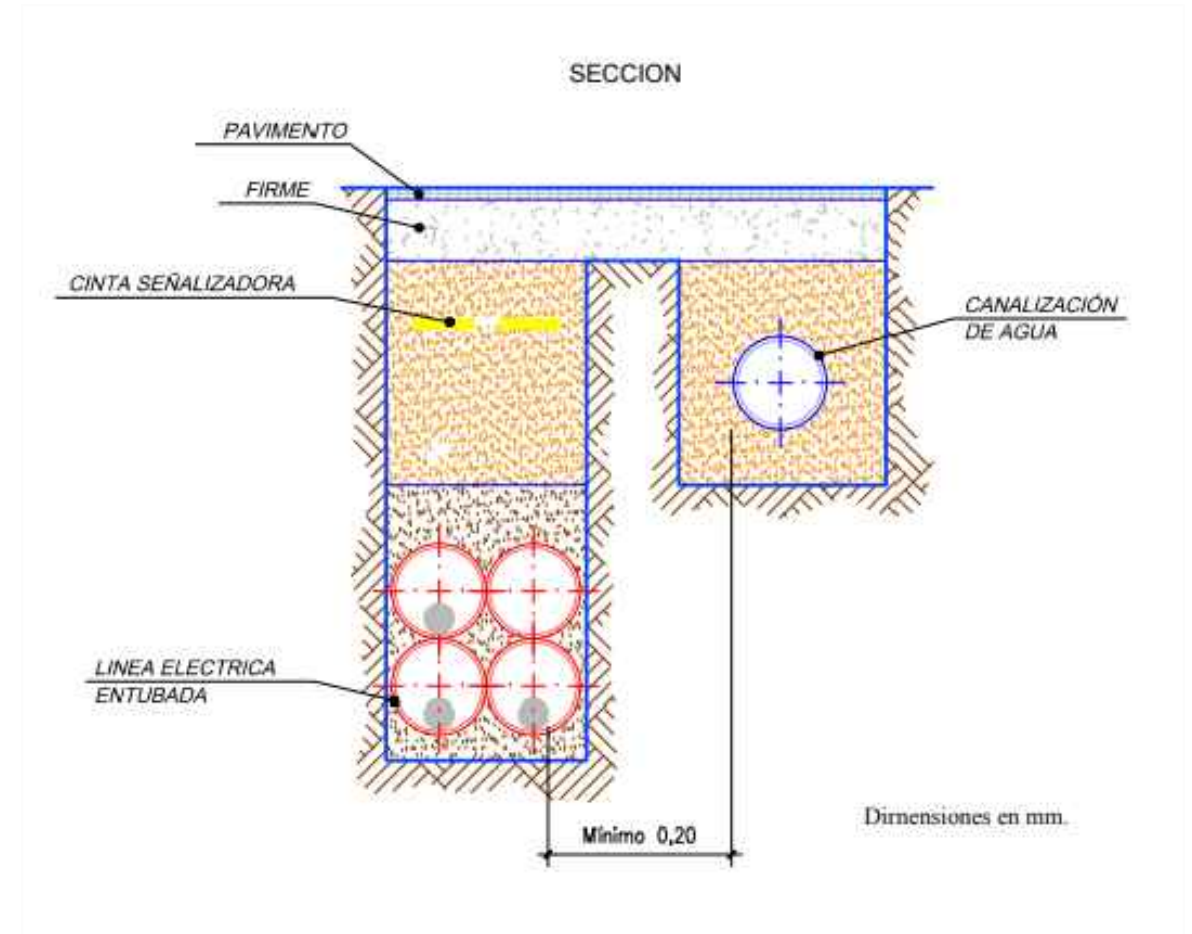 SECCION
PAVIMENTO
FIRME
CINTA SEÑALIZADORA
CANALIZACIÓN
DE AGUA
LINEA ELECTRICA
ENTUBADA
Dirnensiones en mm.
Mínimo 0,20